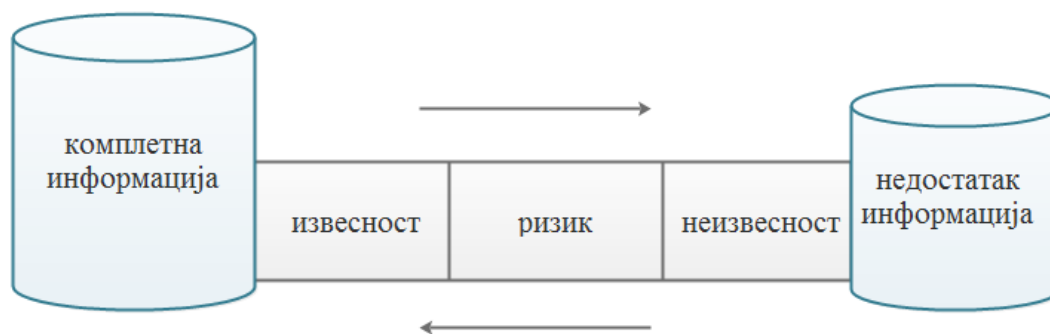 комплетна
информација
извесност
ризик
неизвесност
недостатак
информација